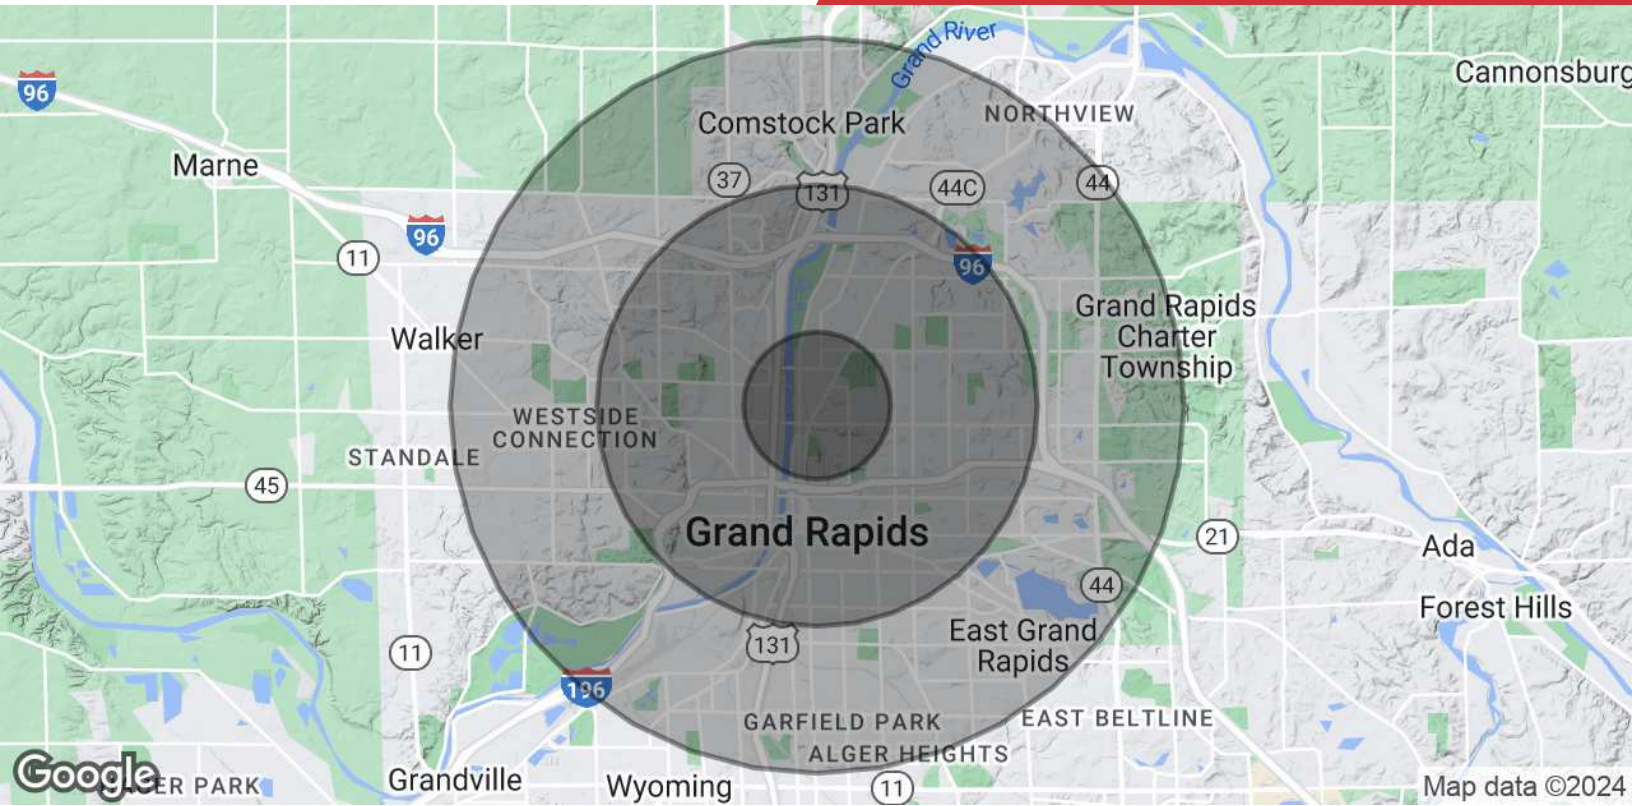 Grand River
Cannonsburg
96
NORTHVIEW
Comstock Park
Marne
37
131
44C
44
96
11
96
Grand Rapids
Charter
Township
Walker
WESTSIDE
CONNECTION
STANDALE
45
Grand Rapids
21
Ada
44
Forest Hills
East Grand
Rapids
131
11
196
GARFIELD PARK
EAST BELTLINE
ALGER HEIGHTS
Google
PARK
Grandville
Wyoming
11
Map data ©2024